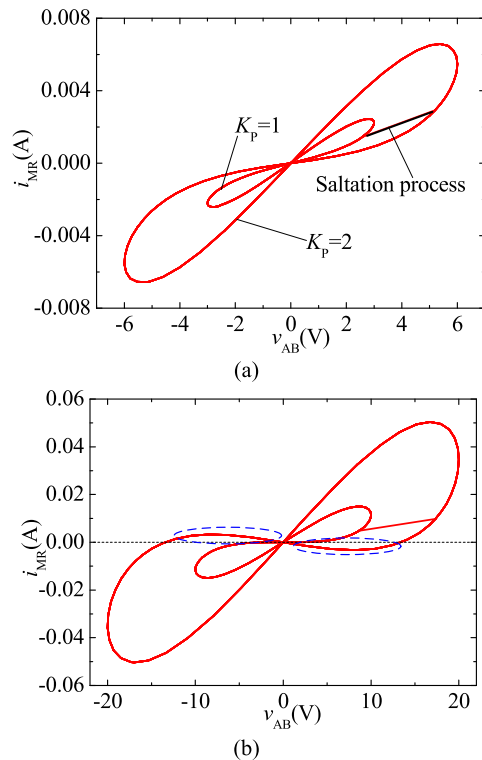 0.008
0.004
0.000
-0.004
-0.008
i_MR(A)
K_P=1
Saltation process
K_P=2
-6 -4 -2 0 2 4 6
v_AB(V)
(a)
0.06
0.04
0.02
0.00
-0.02
-0.04
-0.06
i_MR(A)
-20 -10 0 10 20
v_AB(V)
(b)